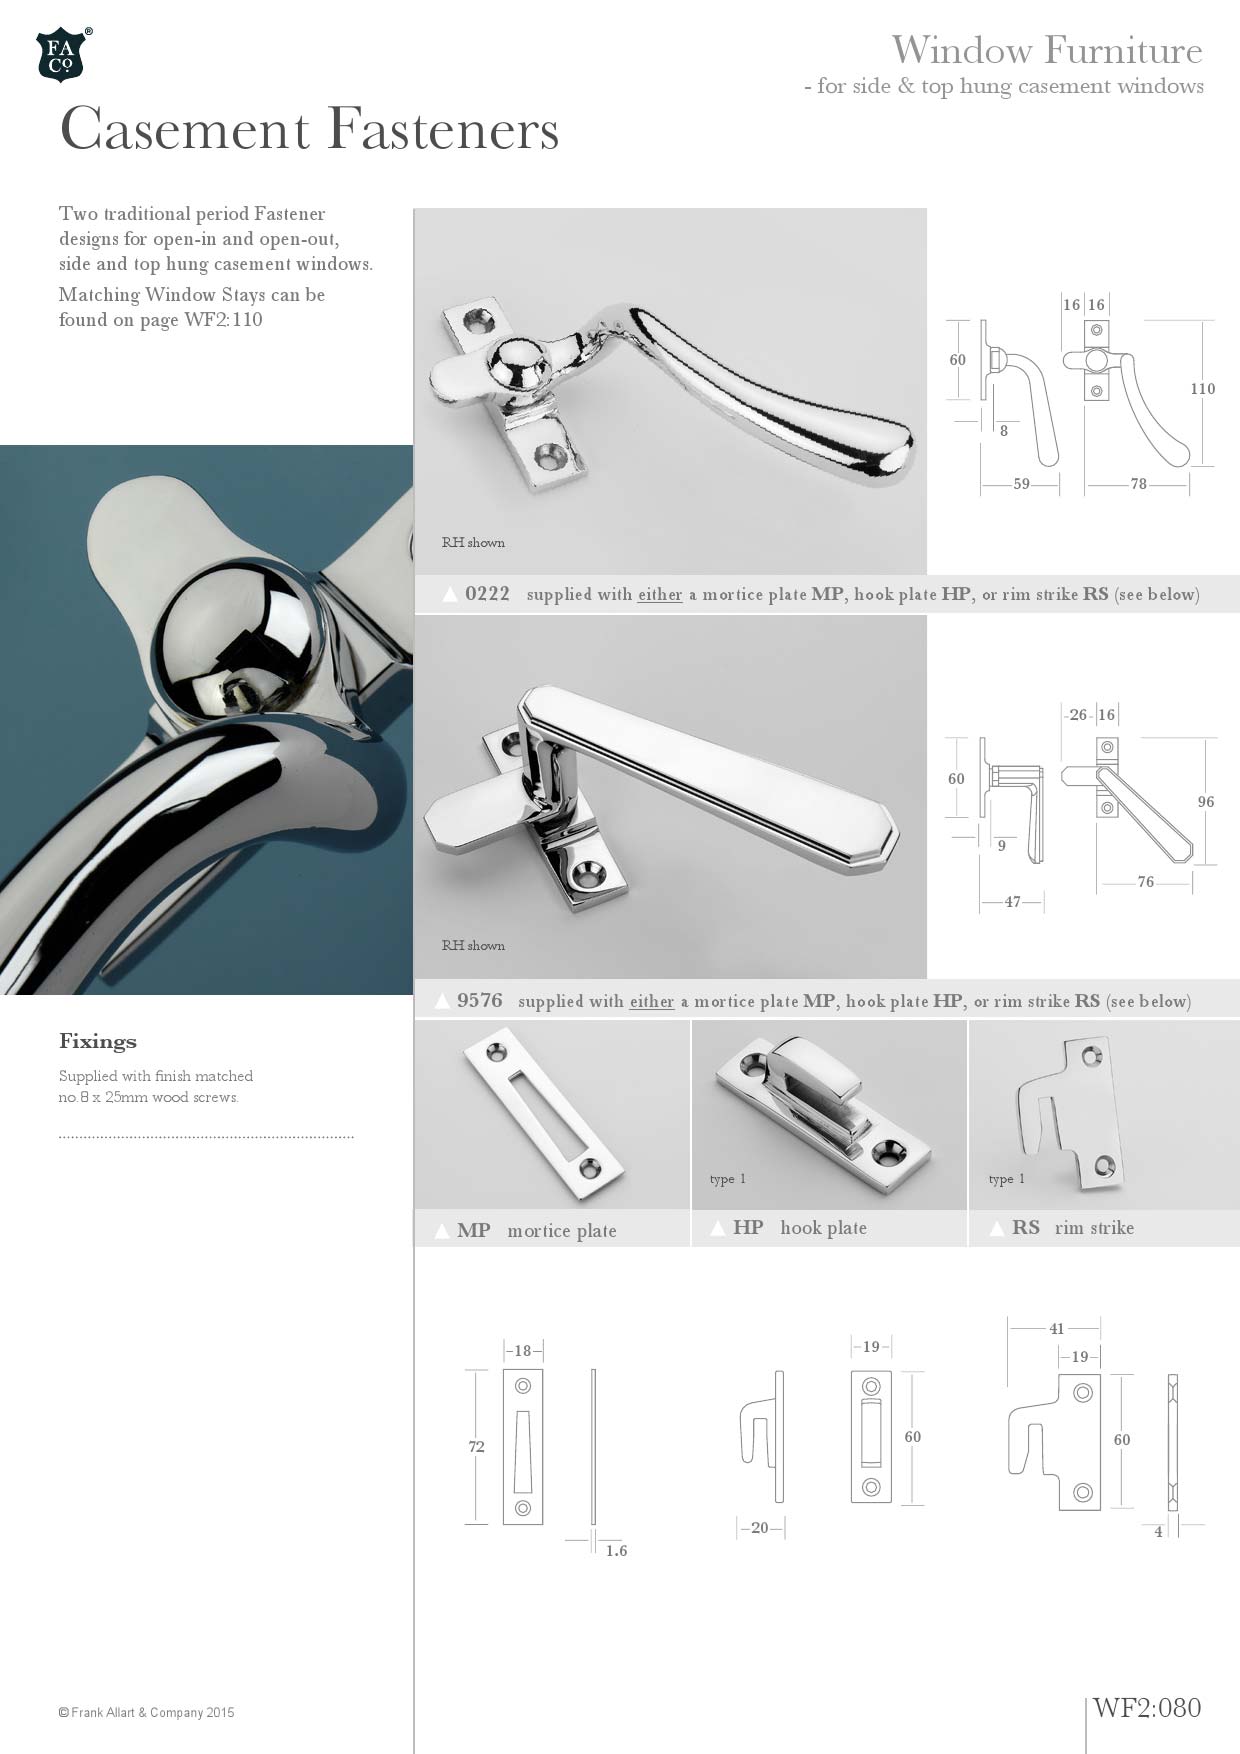 FA
Co.
®
Window Furniture
- for side & top hung casement windows
Casement Fasteners
Two traditional period Fastener
designs for open-in and open-out,
side and top hung casement windows.
Matching Window Stays can be
found on page WF2:110
RH shown
16 16
60
110
8
59
78
0222 supplied with either a mortice plate MP, hook plate HP, or rim strike RS (see below)
RH shown
26 16
60
96
9
76
47
9576 supplied with either a mortice plate MP, hook plate HP, or rim strike RS (see below)
Fixings
Supplied with finish matched
no.8 x 25mm wood screws.
type 1
type 1
MP mortice plate
HP hook plate
RS rim strike
18
72
1.6
19
60
20
41
19
60
4
© Frank Allart & Company 2015
WF2:080